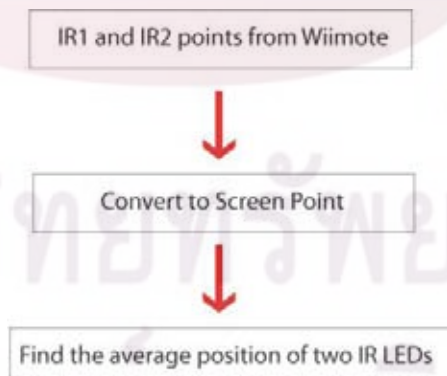 IR1 and IR2 points from Wiimote
Convert to Screen Point
Find the average position of two IR LEDs